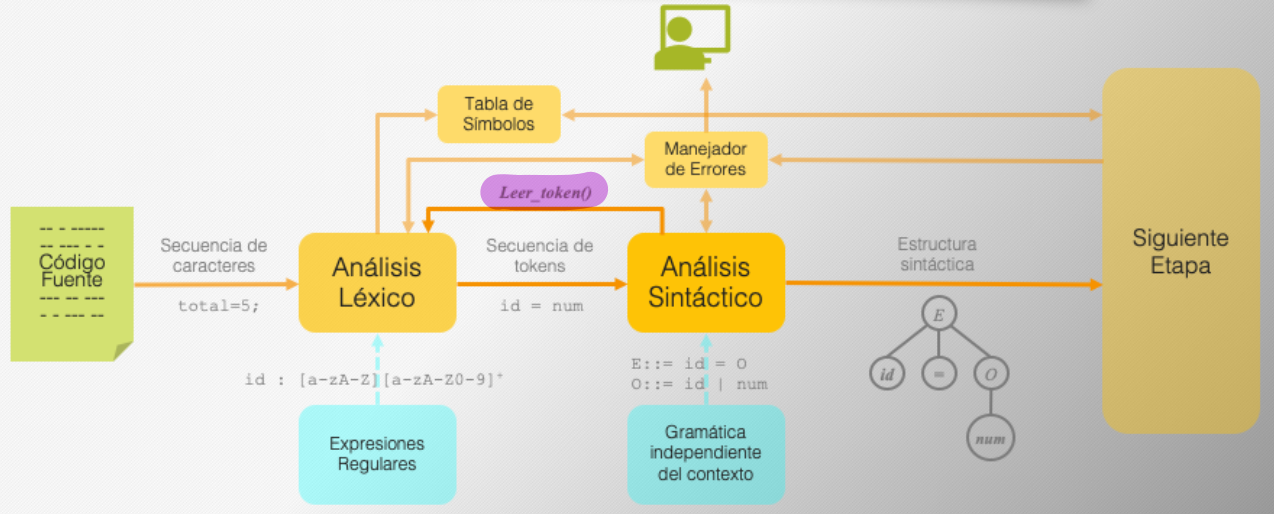 Tabla de
Símbolos
Manejador
de Errores
Leer_token()
-- - -----
-- --- - -
Código
Fuente
--- -- ---
- - --- --
Secuencia de
caracteres
total=5;
Análisis
Léxico
Secuencia de
tokens
id = num
Análisis
Sintáctico
Estructura
sintáctica
Siguiente
Etapa
E
id
=
O
num
id : [a-zA-Z][a-zA-Z0-9]+
E::= id = O
O::= id | num
Expresiones
Regulares
Gramática
independiente
del contexto